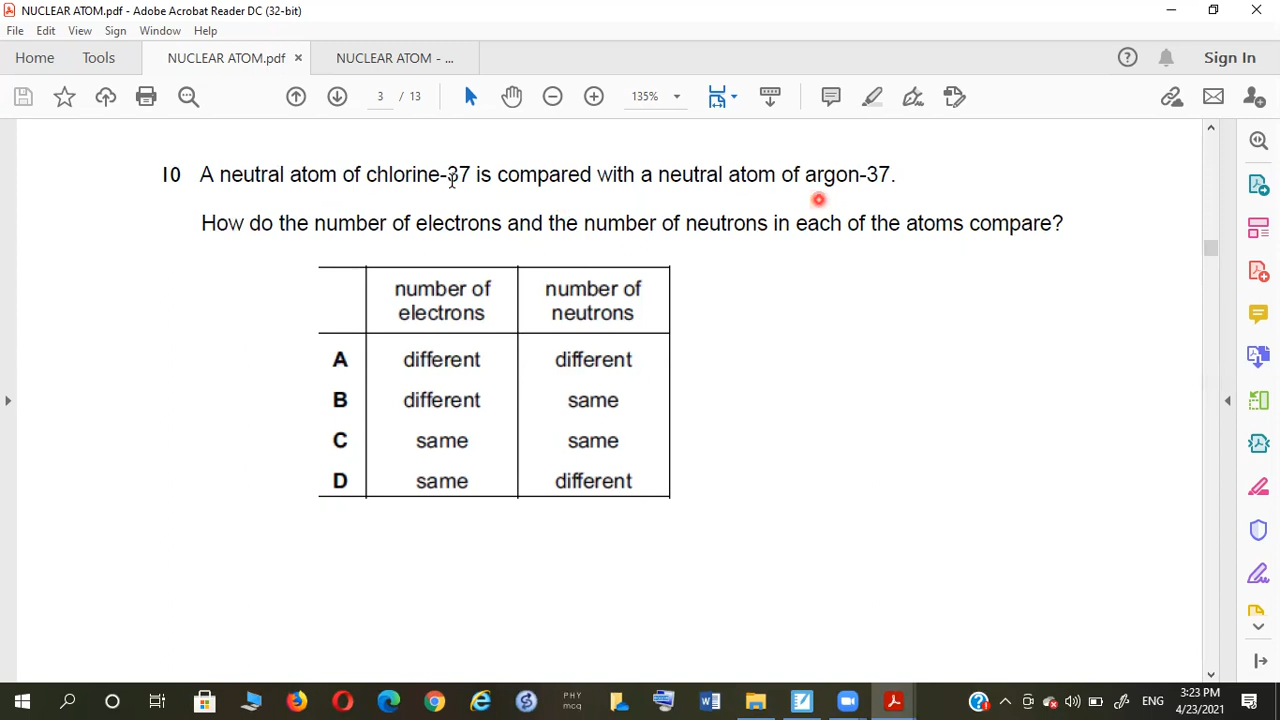 NUCLEAR ATOM.pdf - Adobe Acrobat Reader DC (32-bit)
File Edit View Sign Window Help
Home Tools NUCLEAR ATOM.pdf × NUCLEAR ATOM - ... Sign In
3 / 13 135%
10 A neutral atom of chlorine-37 is compared with a neutral atom of argon-37.
How do the number of electrons and the number of neutrons in each of the atoms compare?
number of number of
electrons neutrons
A different different
B different same
C same same
D same different
PHY
mcq
ENG
3:23 PM
4/23/2021